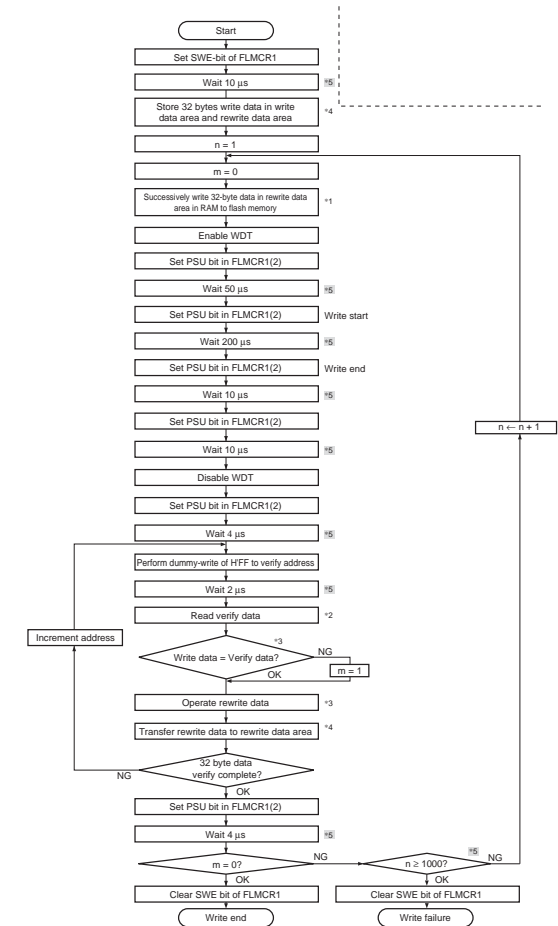 Start
Set SWE-bit of FLMCR1
Wait 10 μs
*5
Store 32 bytes write data in write
data area and rewrite data area
*4
n = 1
m = 0
Successively write 32-byte data in rewrite data
area in RAM to flash memory
*1
Enable WDT
Set PSU bit in FLMCR1(2)
Wait 50 μs
*5
Set PSU bit in FLMCR1(2)
Write start
Wait 200 μs
*5
Set PSU bit in FLMCR1(2)
Write end
Wait 10 μs
*5
Set PSU bit in FLMCR1(2)
n ← n + 1
Wait 10 μs
*5
Disable WDT
Set PSU bit in FLMCR1(2)
Wait 4 μs
*5
Perform dummy-write of H'FF to verify address
Wait 2 μs
*5
Read verify data
*2
Increment address
*3
Write data = Verify data?
NG
m = 1
OK
Operate rewrite data
*3
Transfer rewrite data to rewrite data area
*4
32 byte data
verify complete?
NG
OK
Set PSU bit in FLMCR1(2)
Wait 4 μs
*5
m = 0?
NG
*5
n ≥ 1000?
NG
OK
OK
Clear SWE bit of FLMCR1
Clear SWE bit of FLMCR1
Write end
Write failure